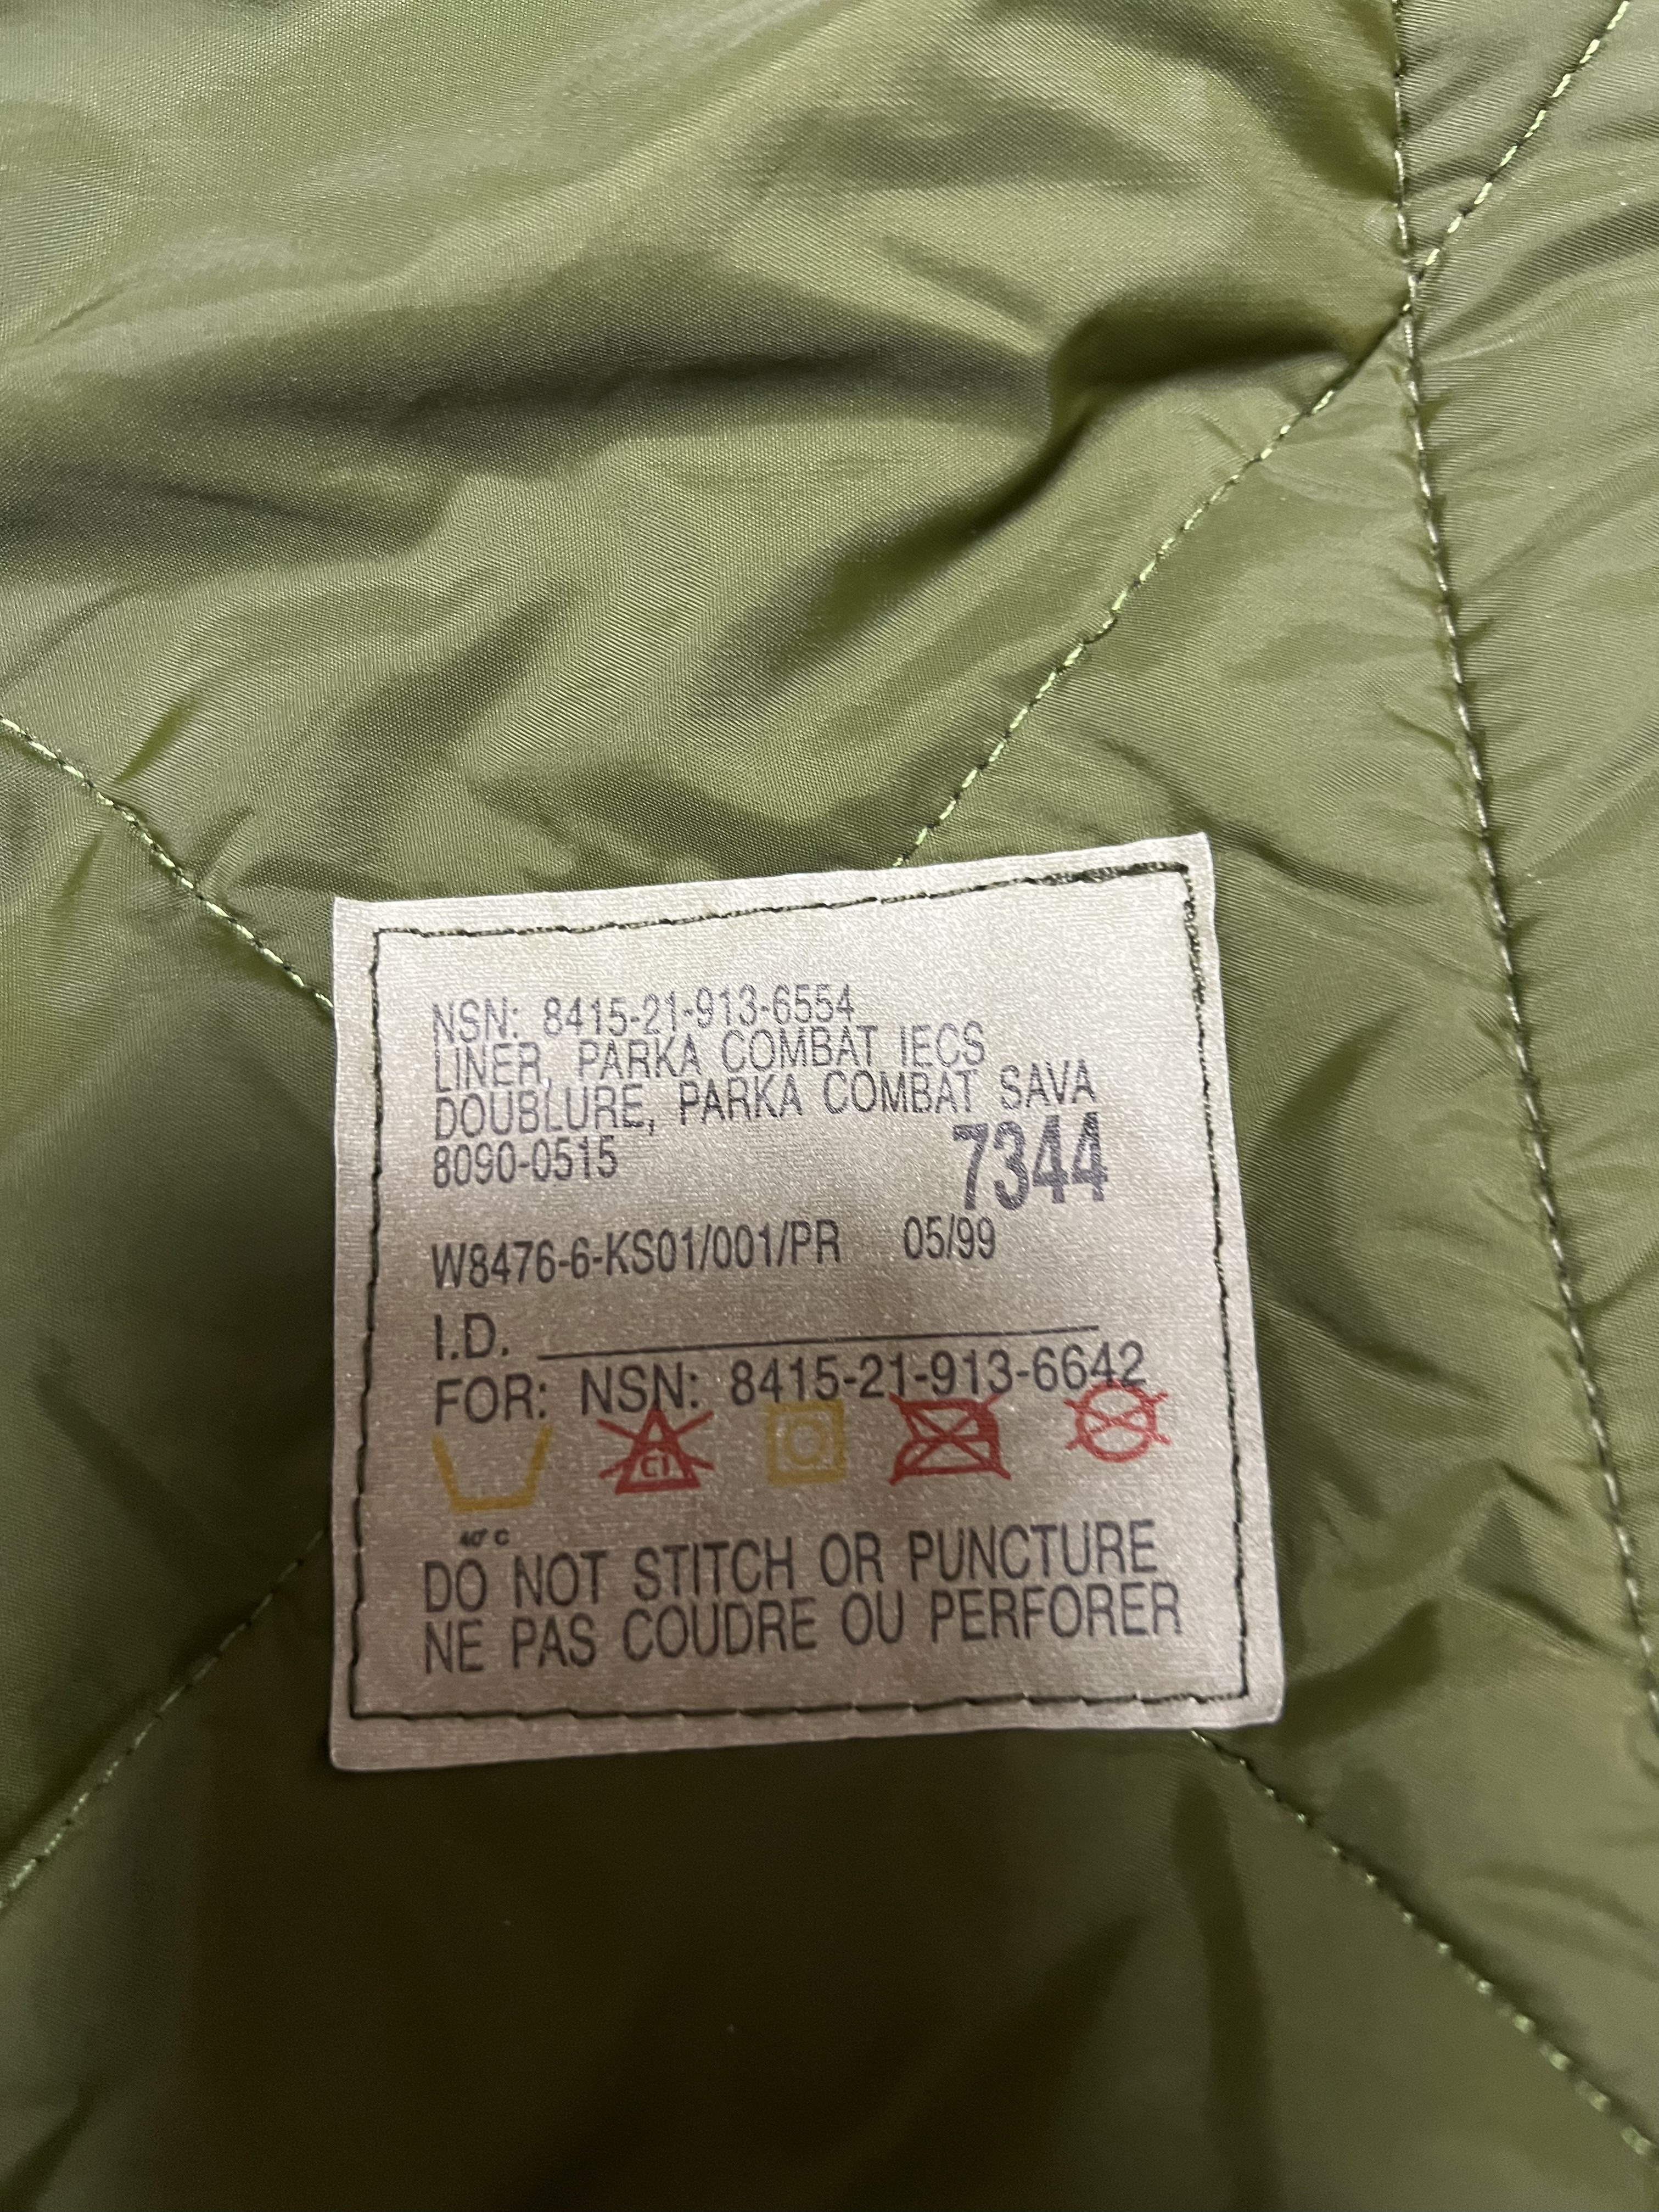 NSN: 8415-21-913-6554
LINER, PARKA COMBAT IECS
DOUBLURE, PARKA COMBAT SAVA
8090-0515 7344
W8476-6-KS01/001/PR 05/99
I.D.
FOR: NSN: 8415-21-913-6642
Cl
40° C
DO NOT STITCH OR PUNCTURE
NE PAS COUDRE OU PERFORER